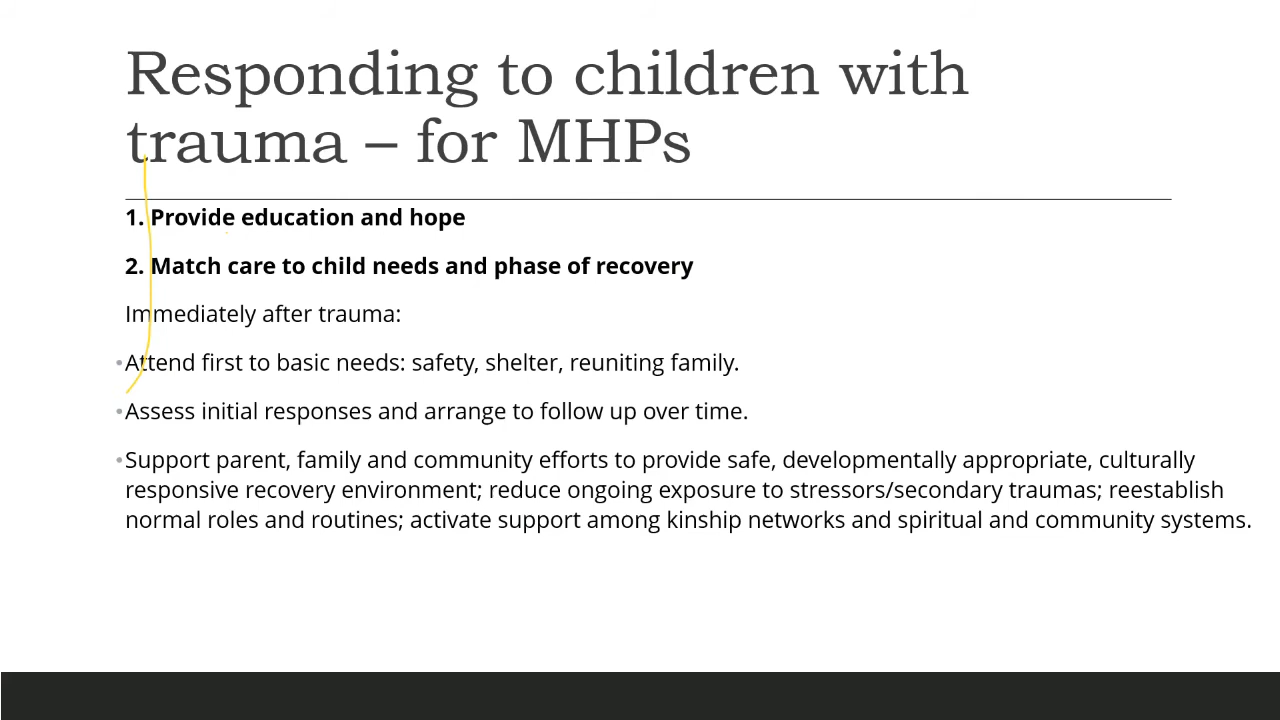 Responding to children with
trauma – for MHPs
1. Provide education and hope
2. Match care to child needs and phase of recovery
Immediately after trauma:
•Attend first to basic needs: safety, shelter, reuniting family.
•Assess initial responses and arrange to follow up over time.
•Support parent, family and community efforts to provide safe, developmentally appropriate, culturally
responsive recovery environment; reduce ongoing exposure to stressors/secondary traumas; reestablish
normal roles and routines; activate support among kinship networks and spiritual and community systems.